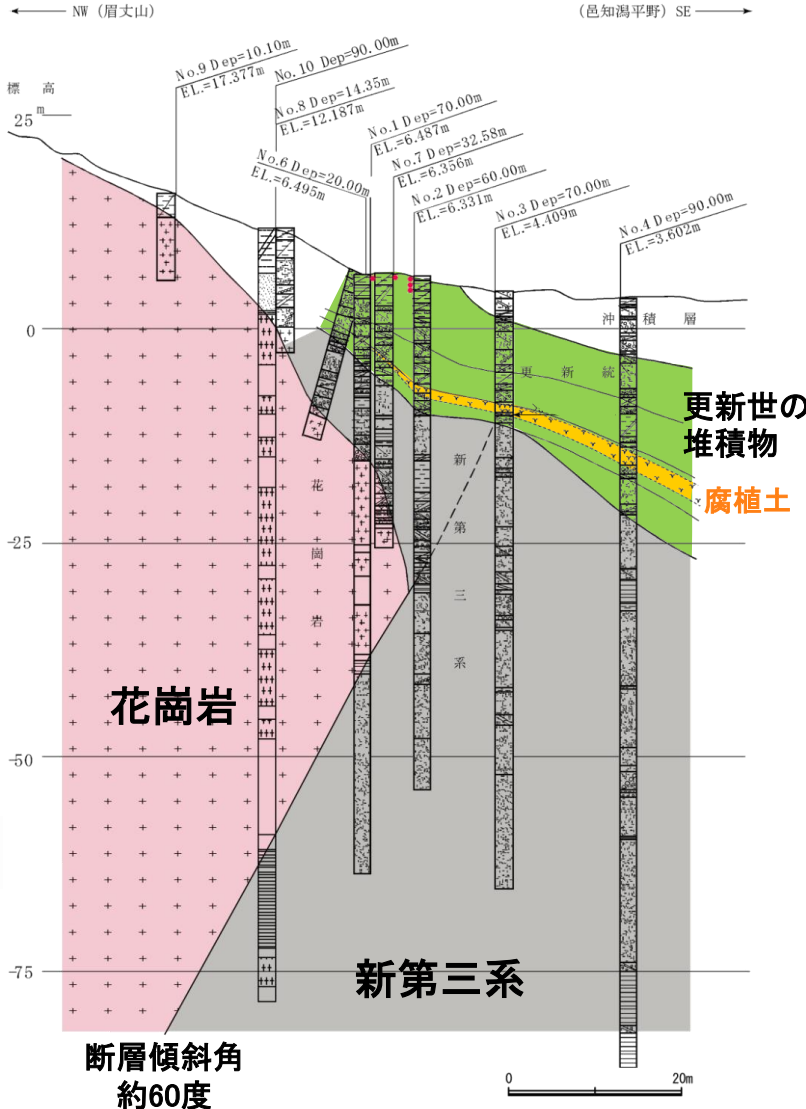 NW (眉丈山)
(邑知潟平野) SE
No.9 Dep=10.10m
EL.=17.377m
No.10 Dep=90.00m
No.8 Dep=14.35m
EL.=12.187m
No.1 Dep=70.00m
EL.=6.487m
No.6 Dep=20.00m
EL.=6.495m
No.7 Dep=32.58m
EL.=6.356m
No.2 Dep=60.00m
EL.=6.331m
No.3 Dep=70.00m
EL.=4.409m
No.4 Dep=90.00m
EL.=3.602m
標 高
25 m
0
沖 積 層
更 新 統
更新世の
堆積物
腐植土
新第三系
花崗岩
-25
花崗岩
-50
新第三系
-75
断層傾斜角
約60度
0 20m